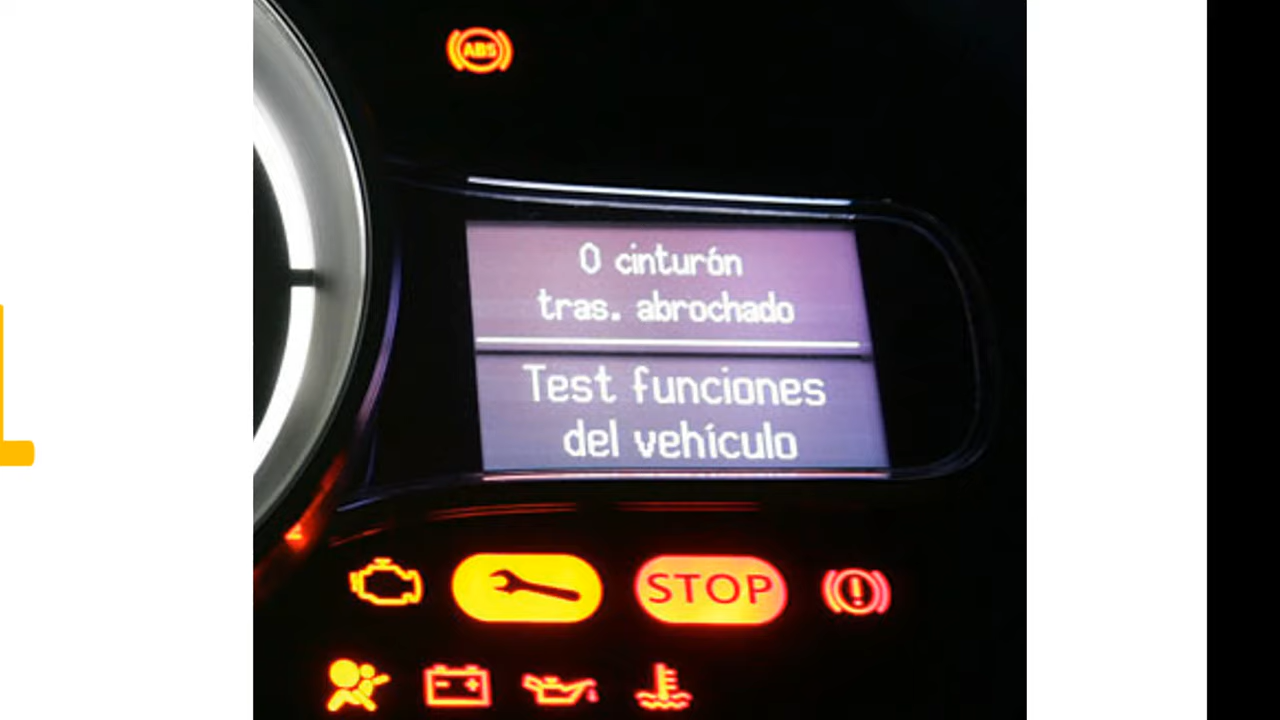 ABS
0 cinturón
tras. abrochado
Test funciones
del vehículo
STOP